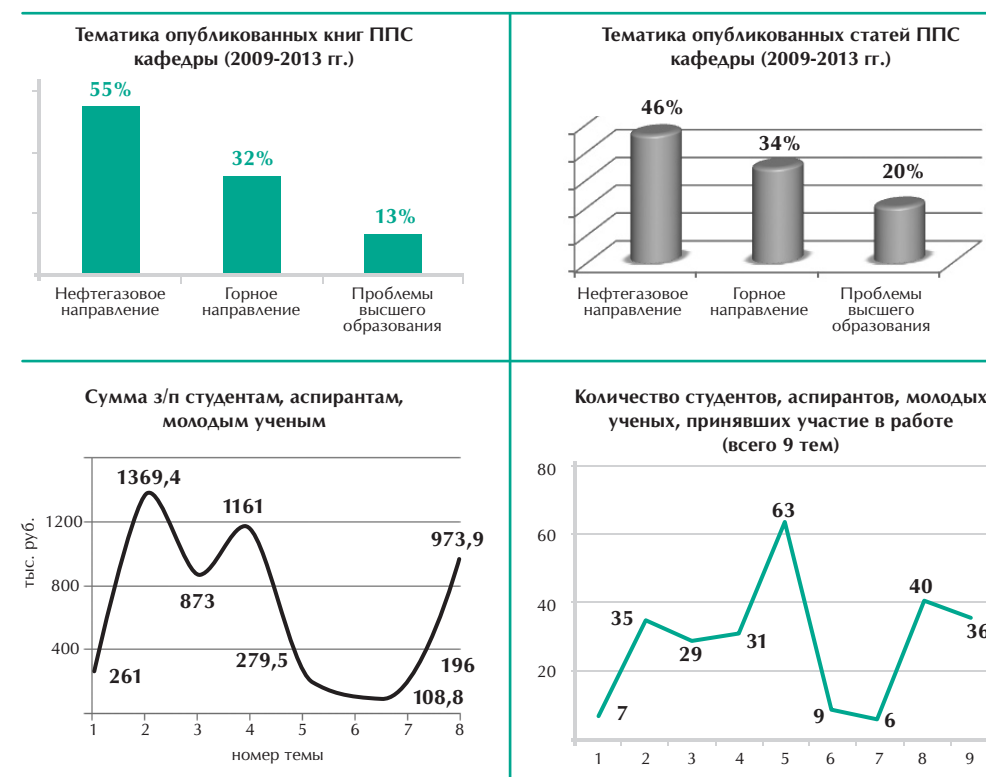 Тематика опубликованных книг ППС
кафедры (2009-2013 гг.)
55%
32%
13%
Нефтегазовое
направление
Горное
направление
Проблемы
высшего
образования
Тематика опубликованных статей ППС
кафедры (2009-2013 гг.)
46%
34%
20%
Нефтегазовое
направление
Горное
направление
Проблемы
высшего
образования
Сумма з/п студентам, аспирантам,
молодым ученым
тыс. руб.
1200
800
400
1369,4
1161
973,9
873
279,5
261
196
108,8
1 2 3 4 5 6 7 8
номер темы
Количество студентов, аспирантов, молодых
ученых, принявших участие в работе
(всего 9 тем)
80
60
40
20
63
35
29
31
40
36
7
9
6
1 2 3 4 5 6 7 8 9